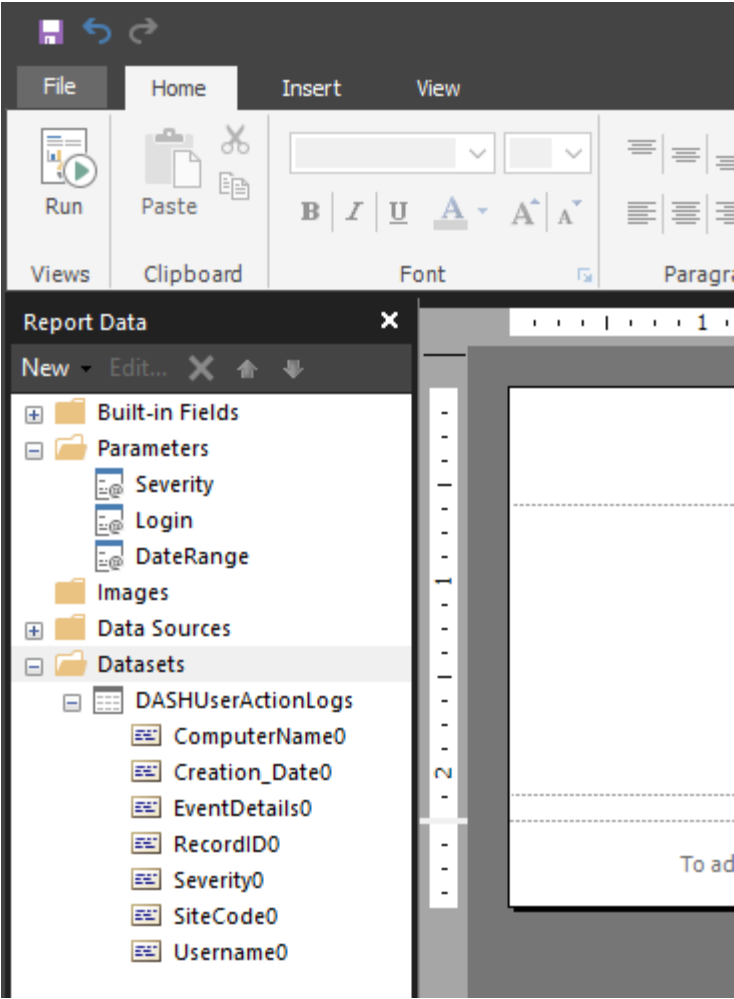 File Home Insert View
Run Paste B I U A A A
Views Clipboard Font Paragra
Report Data
New Edit...
Built-in Fields
Parameters
Severity
Login
DateRange
Images
Data Sources
Datasets
DASHUserActionLogs
ComputerName0
Creation_Date0
EventDetails0
RecordID0
Severity0
SiteCode0
Username0
1
1
2
To ad